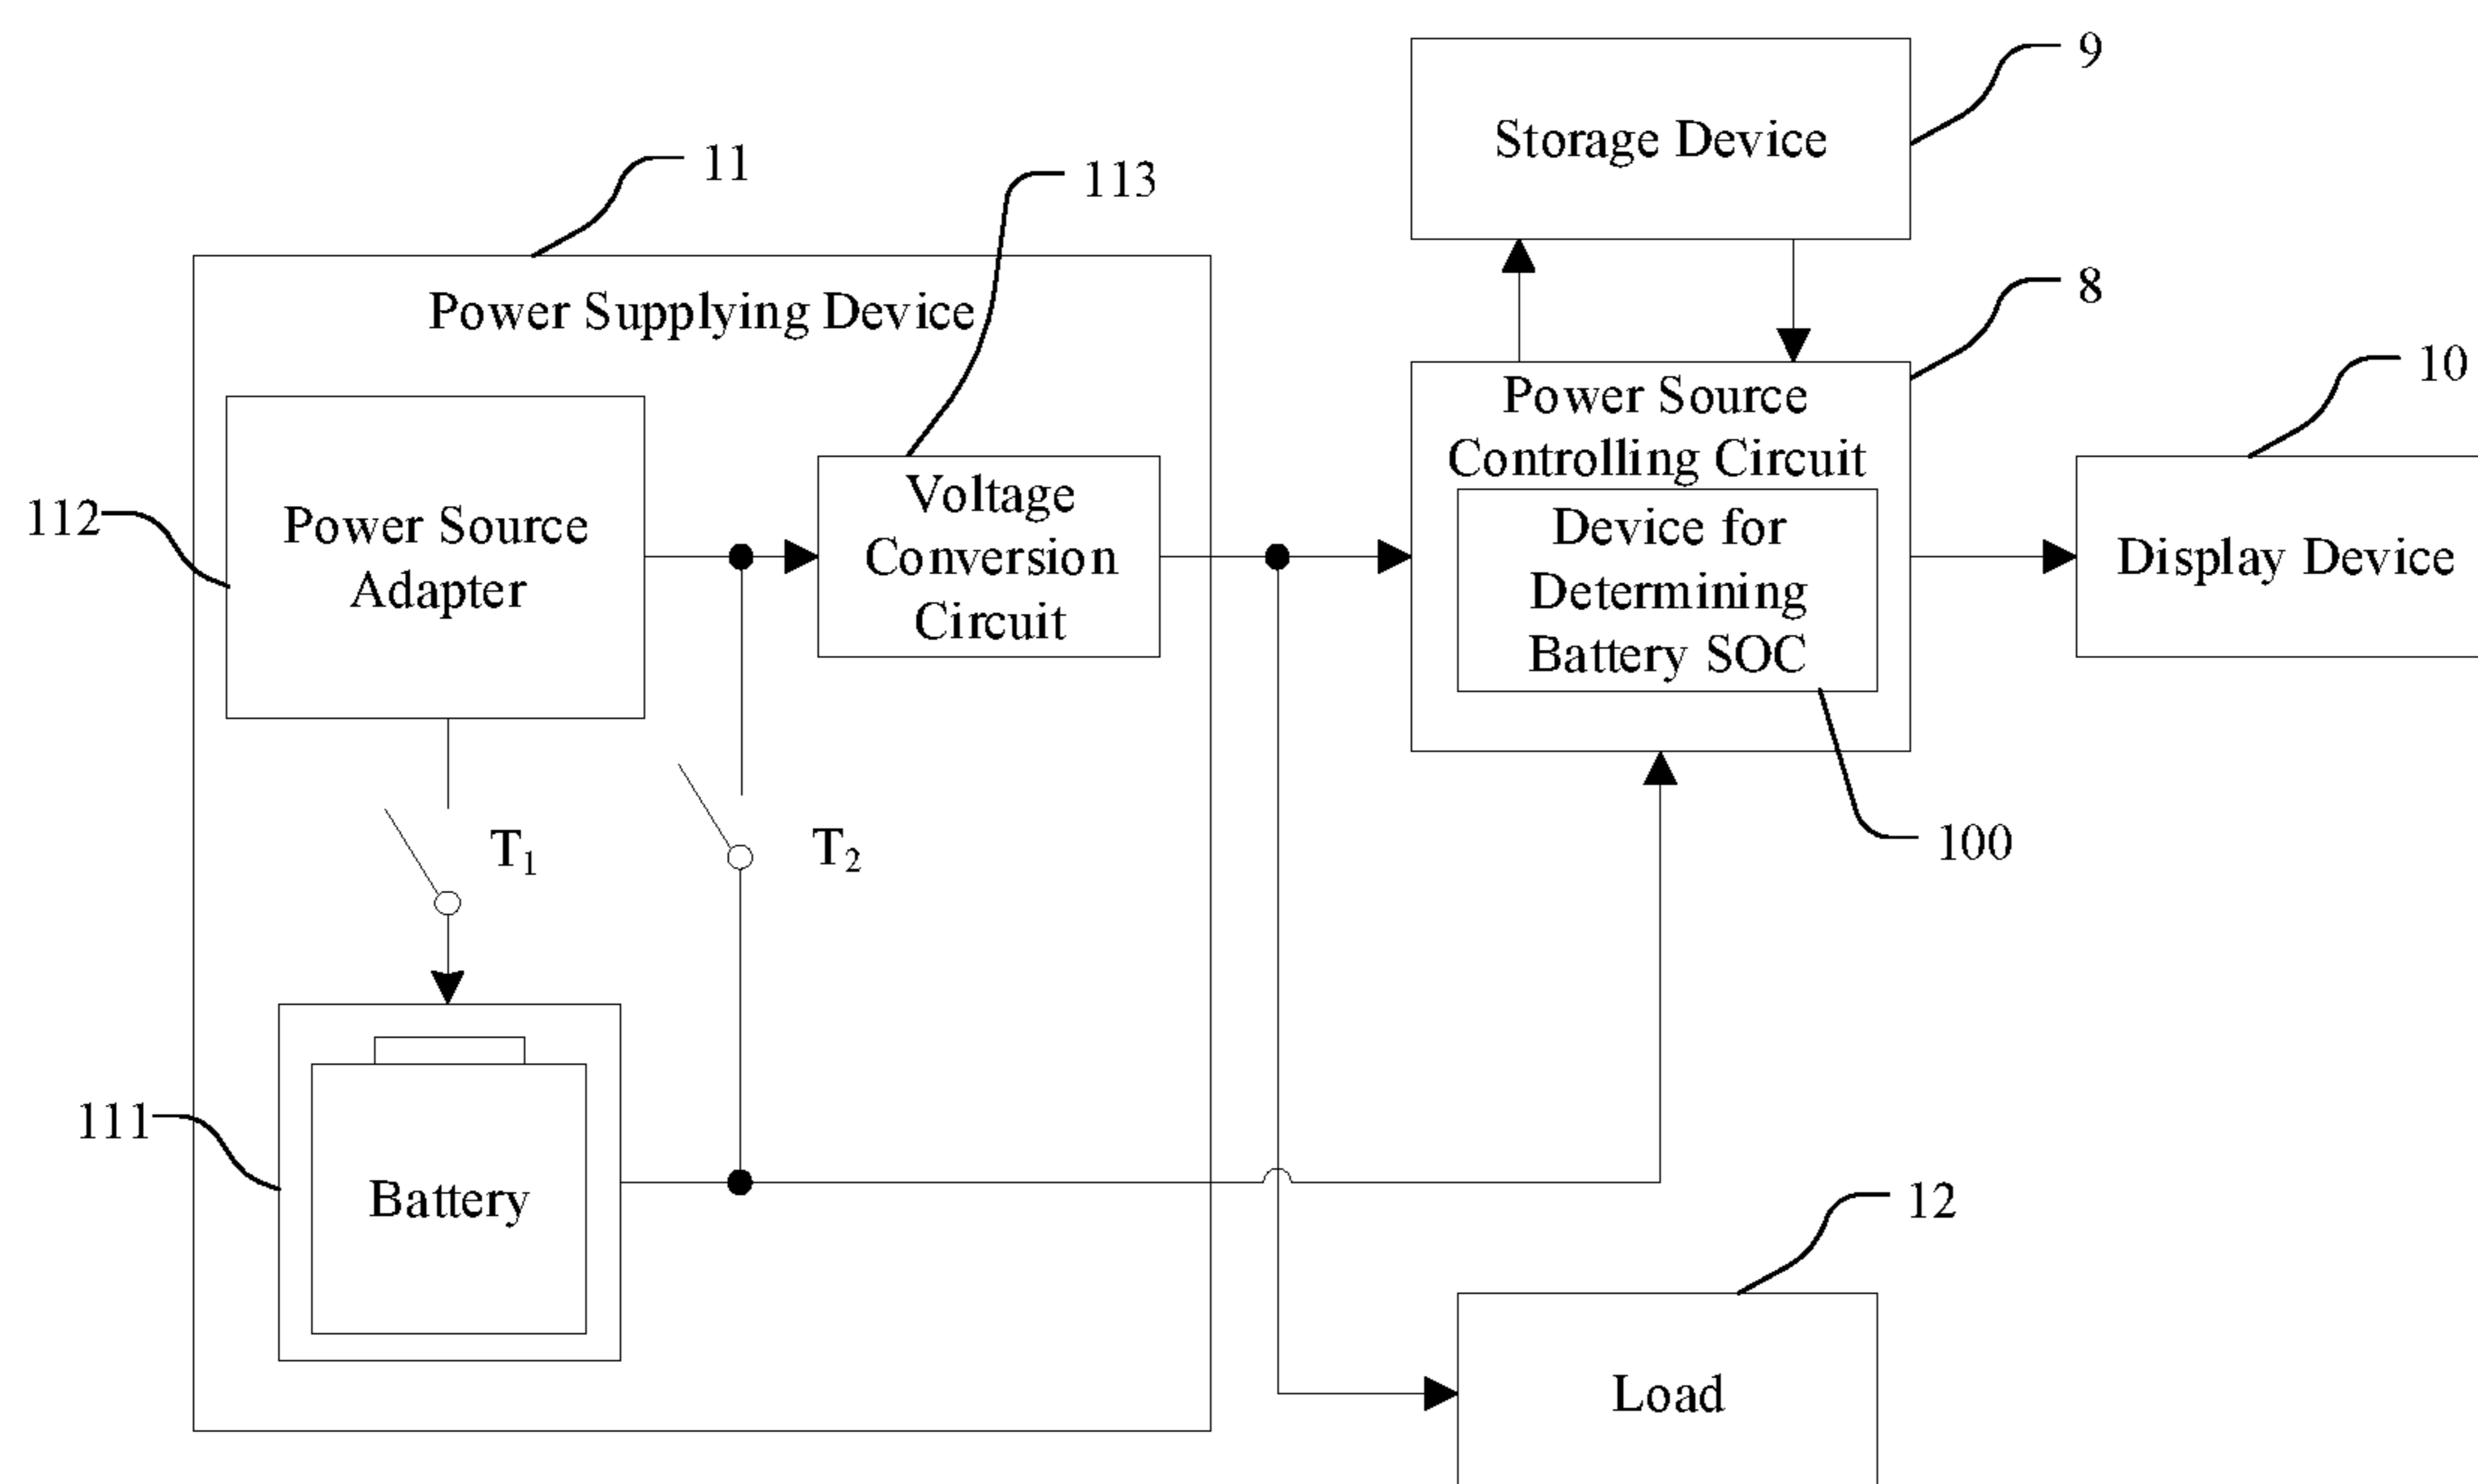 9
Storage Device
11
113
8
Power Supplying Device
10
Power Source
Controlling Circuit
112
Power Source
Adapter
Voltage
Conversion
Circuit
Device for
Determining
Battery SOC
Display Device
T₁
T₂
100
111
Battery
12
Load